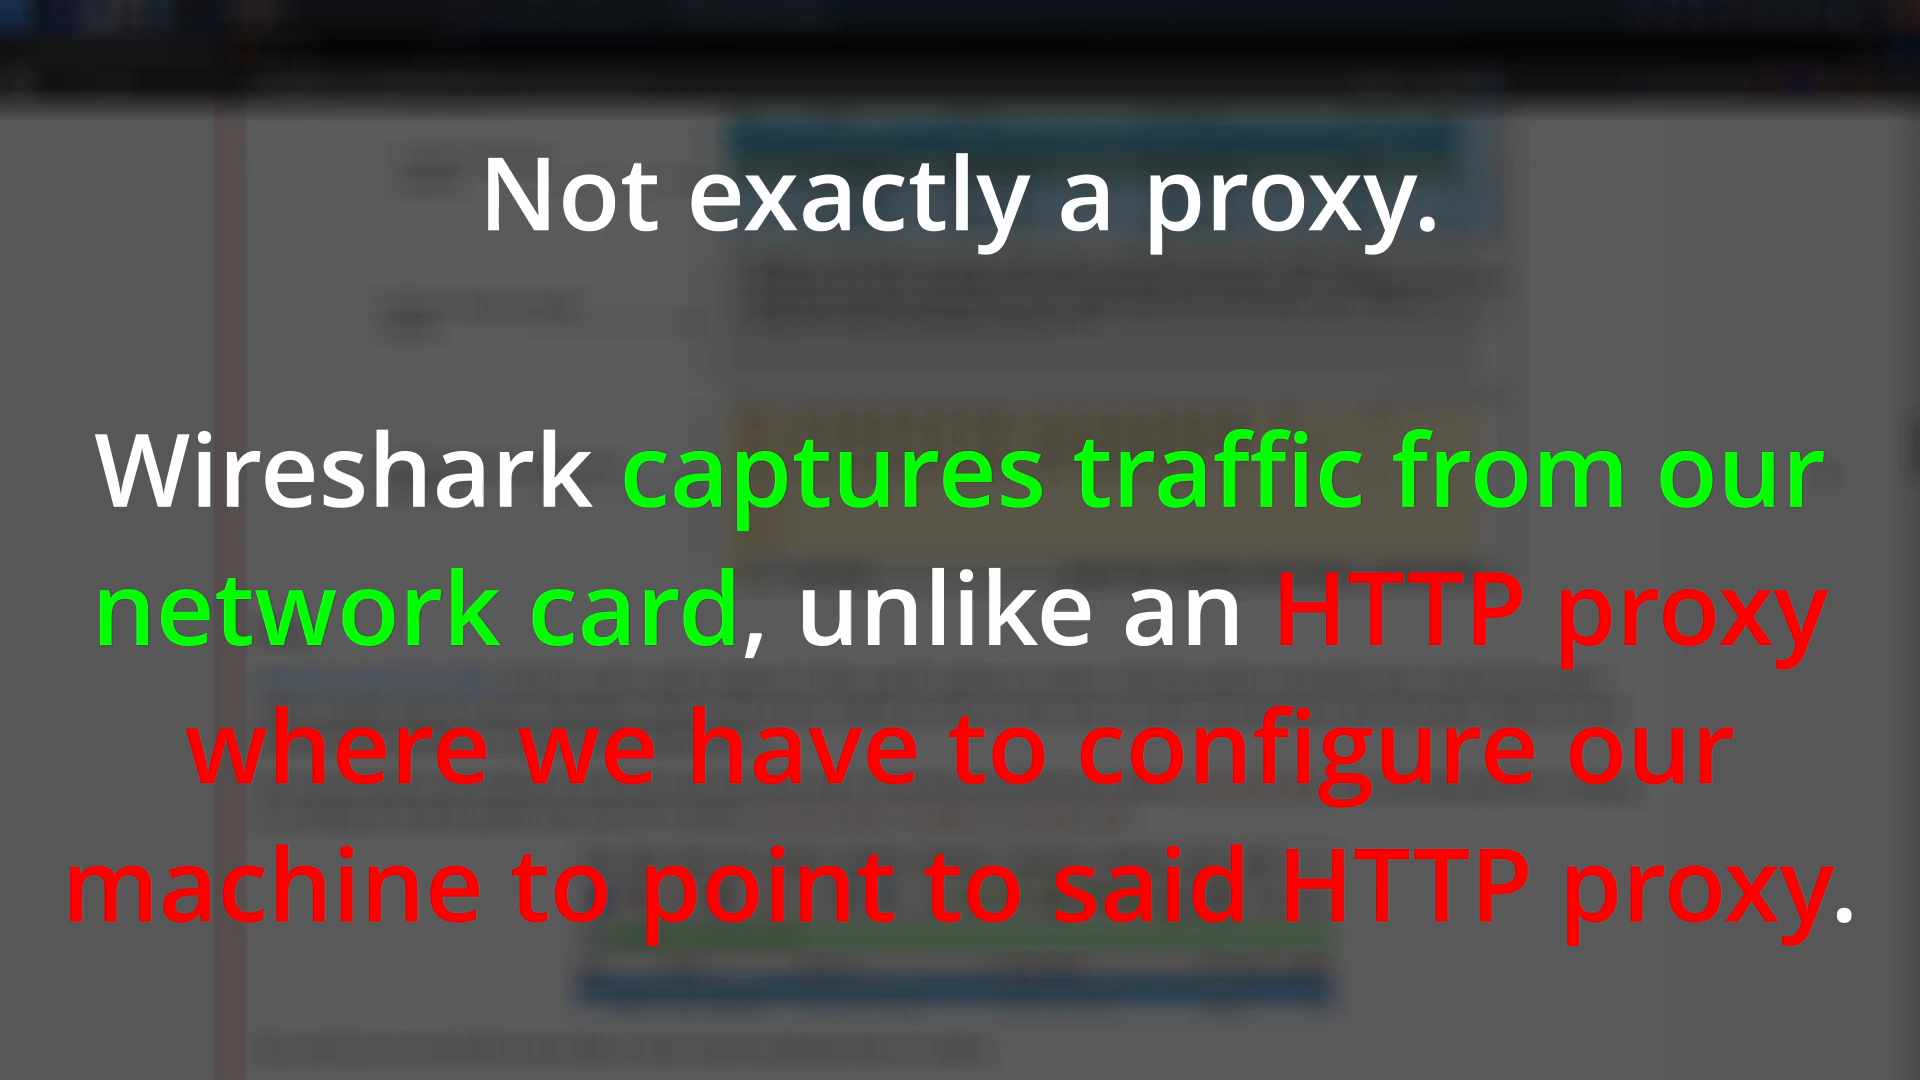 Not exactly a proxy.
Wireshark captures traffic from our
network card, unlike an HTTP proxy
where we have to configure our
machine to point to said HTTP proxy.